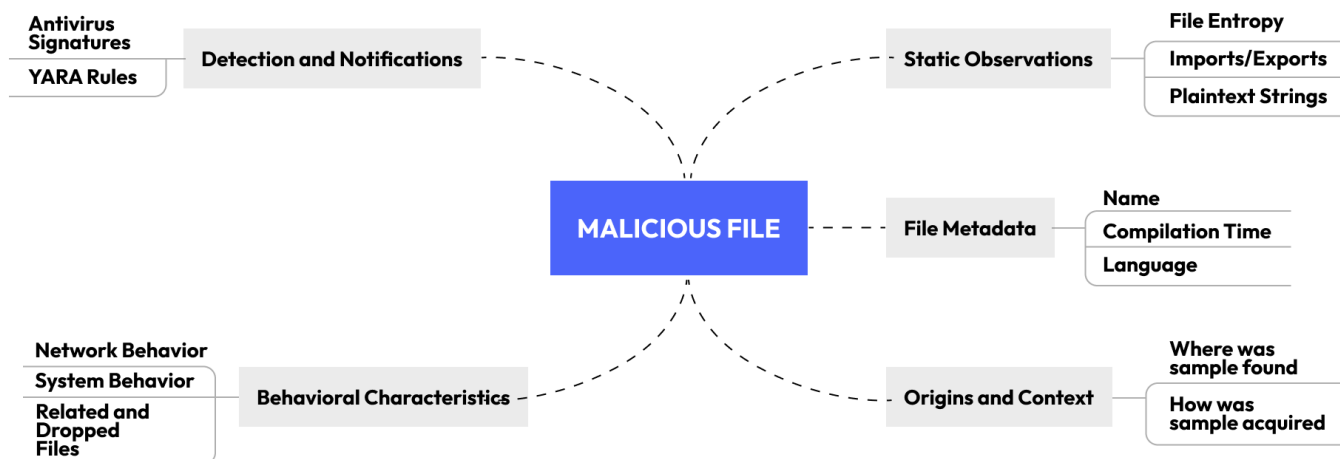 Antivirus
Signatures
YARA Rules
Detection and Notifications
Static Observations
File Entropy
Imports/Exports
Plaintext Strings
MALICIOUS FILE
File Metadata
Name
Compilation Time
Language
Network Behavior
System Behavior
Related and
Dropped
Files
Behavioral Characteristics
Origins and Context
Where was
sample found
How was
sample acquired